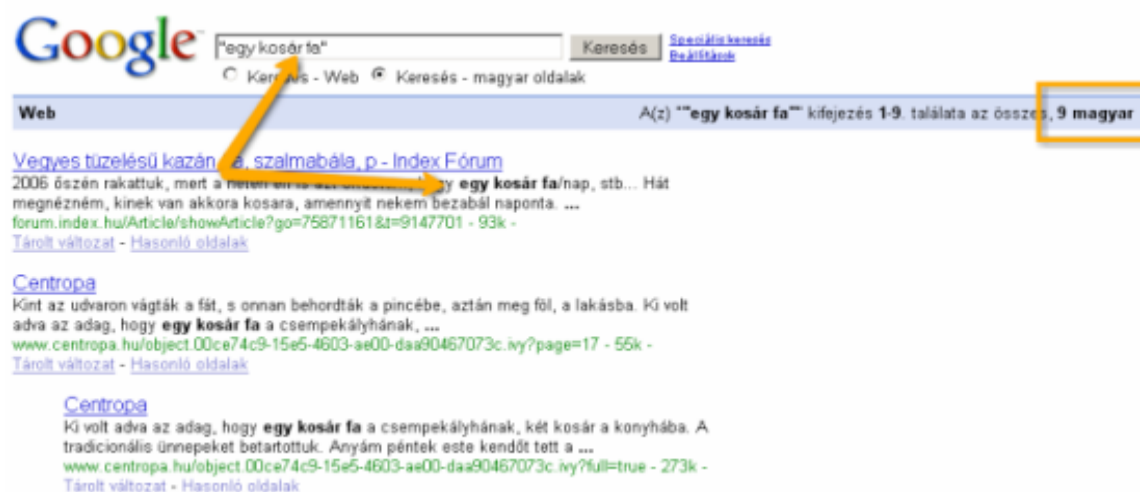 Google "egy kosár fa" Keresés Speciális keresés
Beállítások
Keresés - Web Keresés - magyar oldalak
Web A(z) ""egy kosár fa"" kifejezés 1-9. találata az összes, 9 magyar
Vegyes tüzelésű kazán, szalmabála, p - Index Fórum
2006 őszén rakattuk, mert a egy kosár fa/nap, stb... Hát
megnézném, kinek van akkora kosara, amennyit nekem bezabál naponta. ...
forum.index.hu/Article/showArticle?go=75871161&t=9147701 - 93k -
Tárolt változat - Hasonló oldalak
Centropa
Kint az udvaron vágták a fát, s onnan behordták a pincébe, aztán meg föl, a lakásba. Ki volt
adva az adag, hogy egy kosár fa a csempekályhának, ...
www.centropa.hu/object.00ce74c9-15e5-4603-ae00-daa90467073c.ivy?page=17 - 55k -
Tárolt változat - Hasonló oldalak
Centropa
Ki volt adva az adag, hogy egy kosár fa a csempekályhának, két kosár a konyhába. A
tradicionális ünnepeket betartottuk. Anyám péntek este kendőt tett a ...
www.centropa.hu/object.00ce74c9-15e5-4603-ae00-daa90467073c.ivy?full=true - 273k -
Tárolt változat - Hasonló oldalak